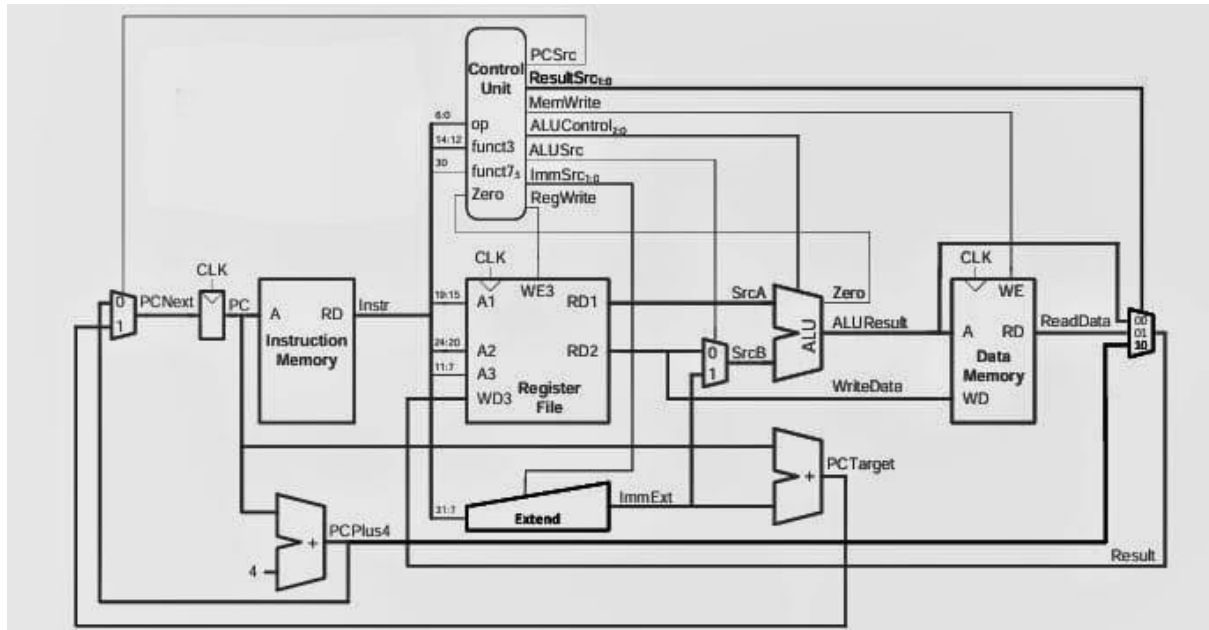 PCSrc
Control
Unit
ResultSrc1:0
MemWrite
6:0
op
ALUControl2:0
14:12
funct3
ALUSrc
30
funct75
ImmSrc1:0
Zero
RegWrite
CLK
CLK
CLK
0
1
PCNext
PC
A
RD
Instr
Instruction
Memory
19:15
A1
WE3
RD1
SrcA
Zero
WE
24:20
A2
RD2
0
1
SrcB
ALU
ALUResult
A
RD
ReadData
00
01
10
11:7
A3
Data
Memory
WD3
Register
File
WriteData
WD
PCTarget
+
31:7
Extend
ImmExt
PCPlus4
+
4
Result